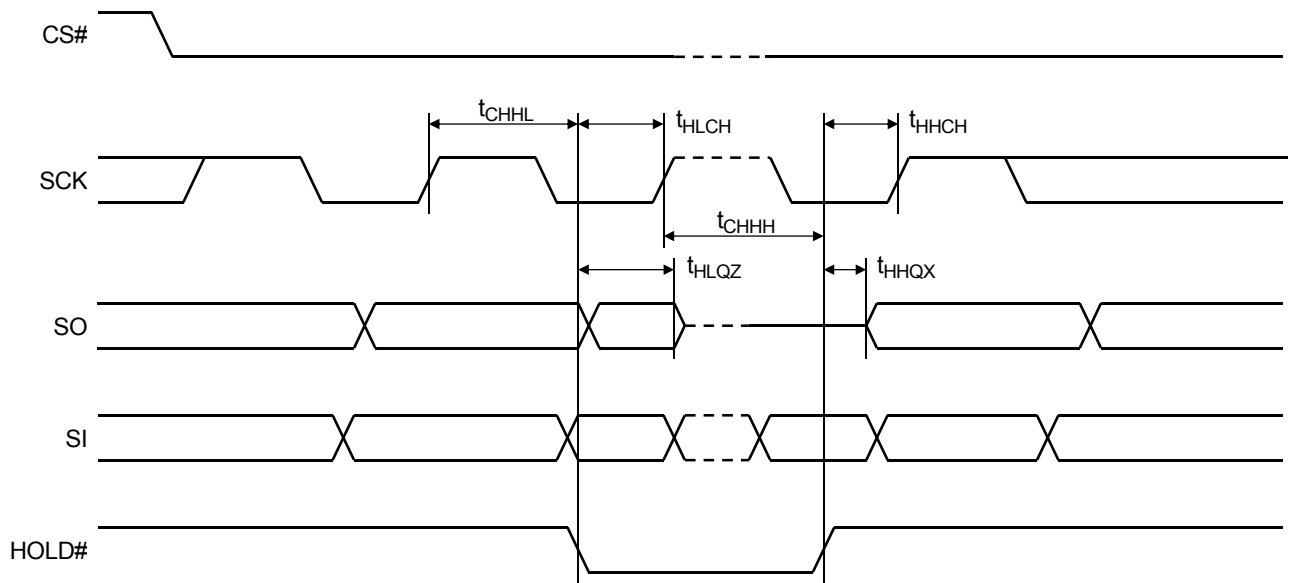 CS#
tCHHL
tHLCH
tHHCH
SCK
tCHHH
tHLQZ
tHHQX
SO
SI
HOLD#